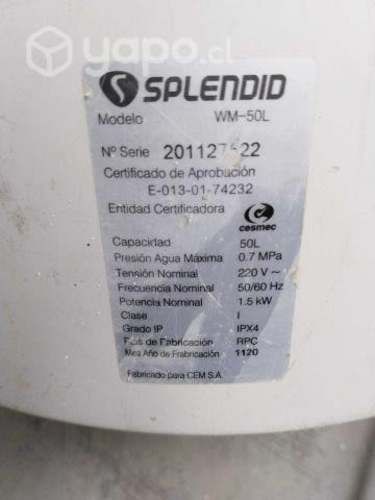 yapo.cl
SPLENDID
Modelo WM-50L
Nº Serie
Certificado de Aprobación
E-013-01-74232
Entidad Certificadora cesmec
Capacidad 50L
Presión Agua Máxima 0.7 MPa
Tensión Nominal 220 V~
Frecuencia Nominal 50/60 Hz
Potencia Nominal 1.5 kW
Clase I
Grado IP IPX4
País de Fabricación RPC
Mes Año de Frabricación 1120
Fabricado para CEM S.A.